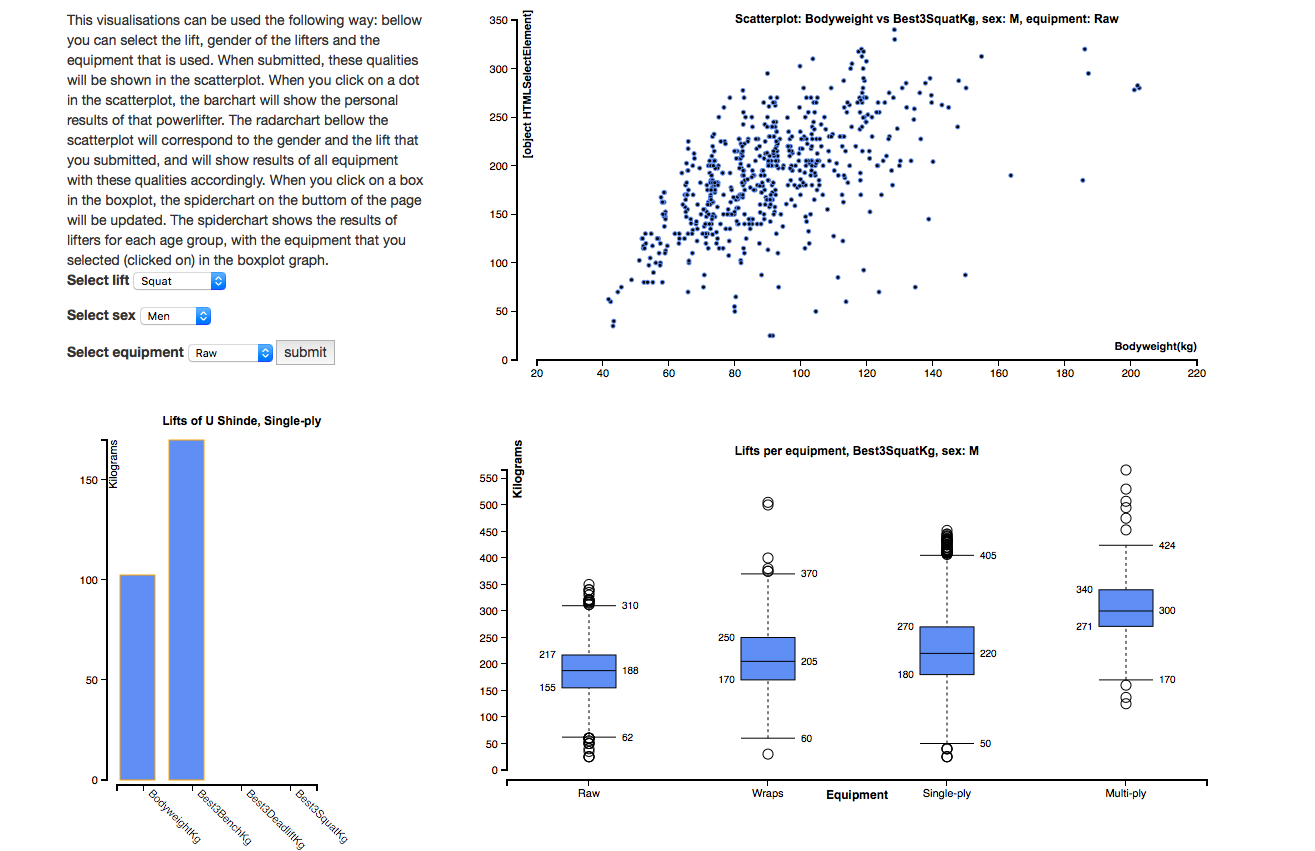 This visualisations can be used the following way: bellow
you can select the lift, gender of the lifters and the
equipment that is used. When submitted, these qualities
will be shown in the scatterplot. When you click on a dot
in the scatterplot, the barchart will show the personal
results of that powerlifter. The radarchart bellow the
scatterplot will correspond to the gender and the lift that
you submitted, and will show results of all equipment
with these qualities accordingly. When you click on a box
in the boxplot, the spiderchart on the buttom of the page
will be updated. The spiderchart shows the results of
lifters for each age group, with the equipment that you
selected (clicked on) in the boxplot graph.
Select lift Squat
Select sex Men
Select equipment Raw submit
Scatterplot: Bodyweight vs Best3SquatKg, sex: M, equipment: Raw
[object HTMLSelectElement]
350
300
250
200
150
100
50
0
Bodyweight(kg)
20 40 60 80 100 120 140 160 180 200 220
Lifts of U Shinde, Single-ply
Kilograms
150
100
50
0
BodyweightKg
Best3BenchKg
Best3DeadliftKg
Best3SquatKg
Lifts per equipment, Best3SquatKg, sex: M
Kilograms
550
500
450
400
350
300
250
200
150
100
50
0
310
217
188
155
62
370
250
205
170
60
405
270
220
180
50
424
340
300
271
170
Raw Wraps Single-ply Multi-ply
Equipment